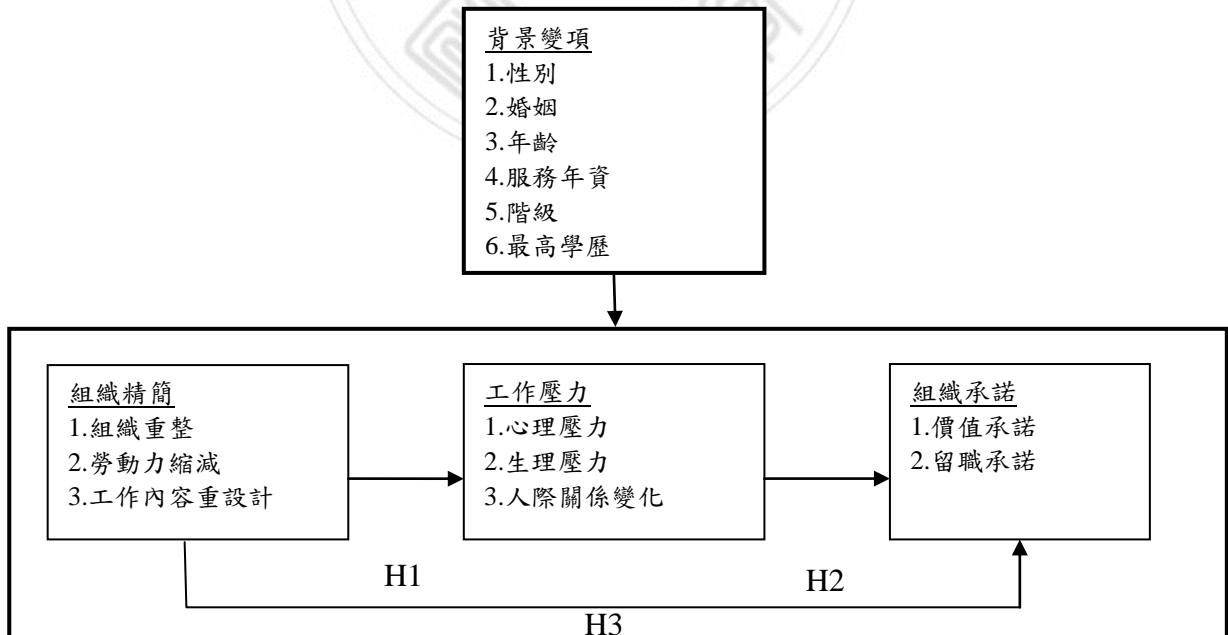 背景變項
1.性別
2.婚姻
3.年齡
4.服務年資
5.階級
6.最高學歷
組織精簡
1.組織重整
2.勞動力縮減
3.工作內容重設計
工作壓力
1.心理壓力
2.生理壓力
3.人際關係變化
組織承諾
1.價值承諾
2.留職承諾
H1
H2
H3